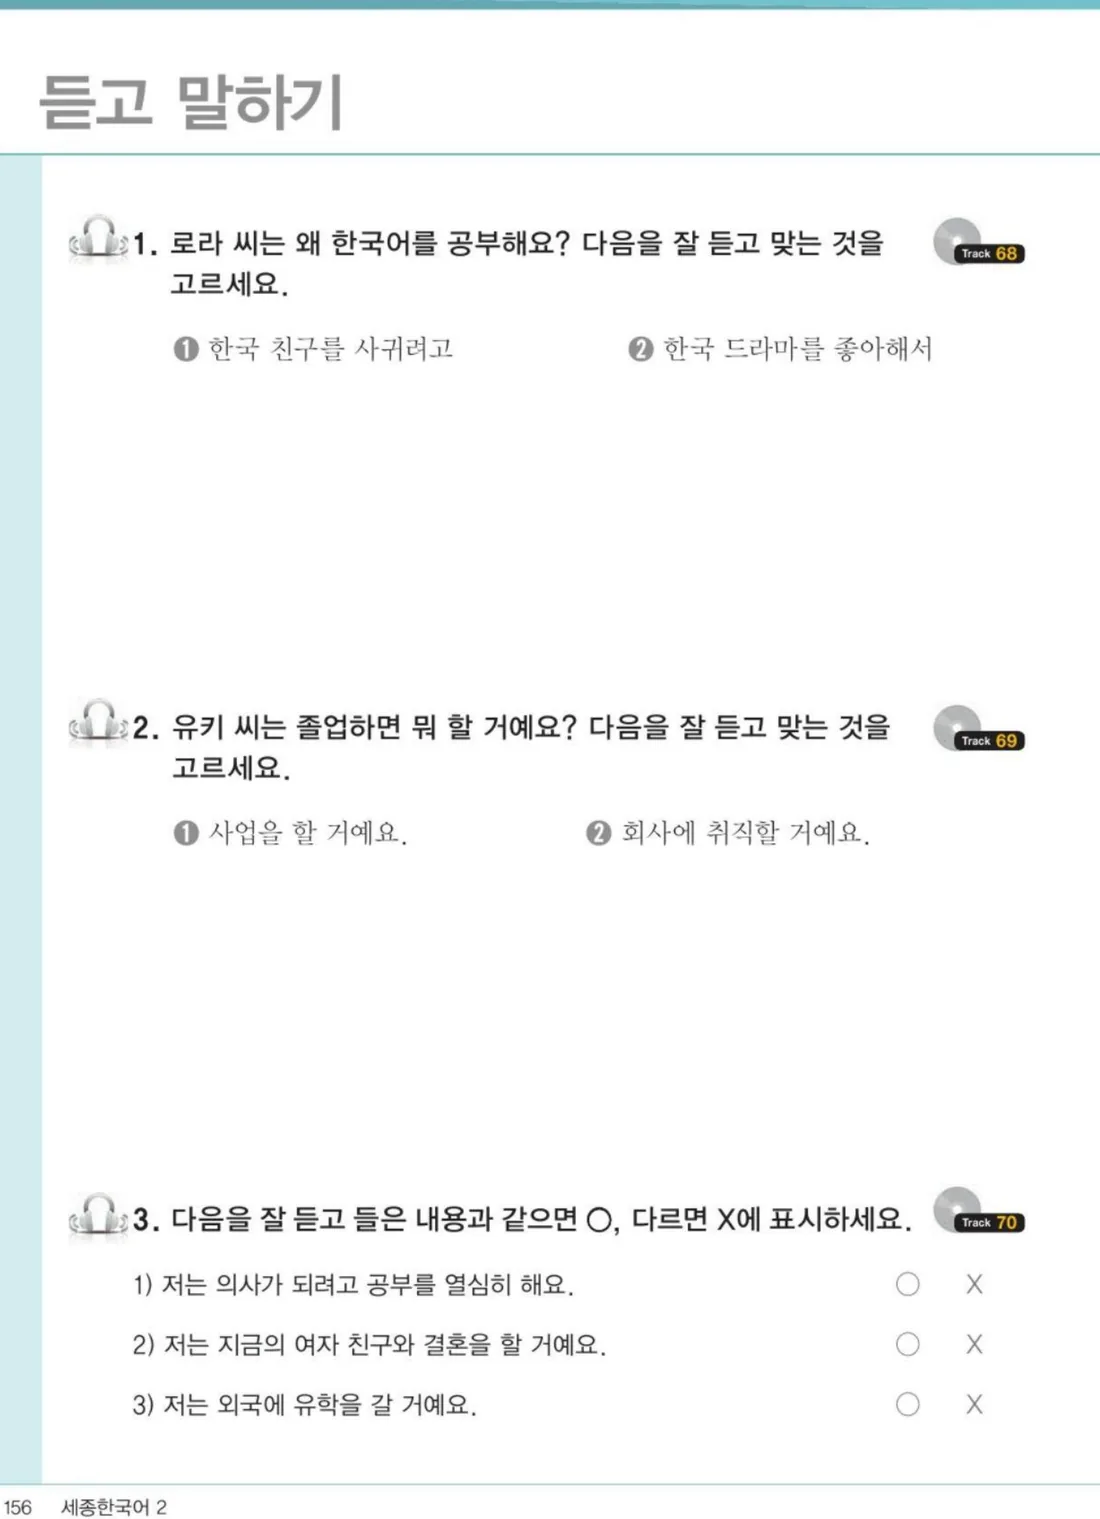 듣고 말하기
1. 로라 씨는 왜 한국어를 공부해요? 다음을 잘 듣고 맞는 것을
Track 68
고르세요.
❶ 한국 친구를 사귀려고
❷ 한국 드라마를 좋아해서
2. 유키 씨는 졸업하면 뭐 할 거예요? 다음을 잘 듣고 맞는 것을
Track 69
고르세요.
❶ 사업을 할 거예요.
❷ 회사에 취직할 거예요.
3. 다음을 잘 듣고 들은 내용과 같으면 ○, 다르면 X에 표시하세요.
Track 70
1) 저는 의사가 되려고 공부를 열심히 해요. ○ X
2) 저는 지금의 여자 친구와 결혼을 할 거예요. ○ X
3) 저는 외국에 유학을 갈 거예요. ○ X
156 세종한국어 2